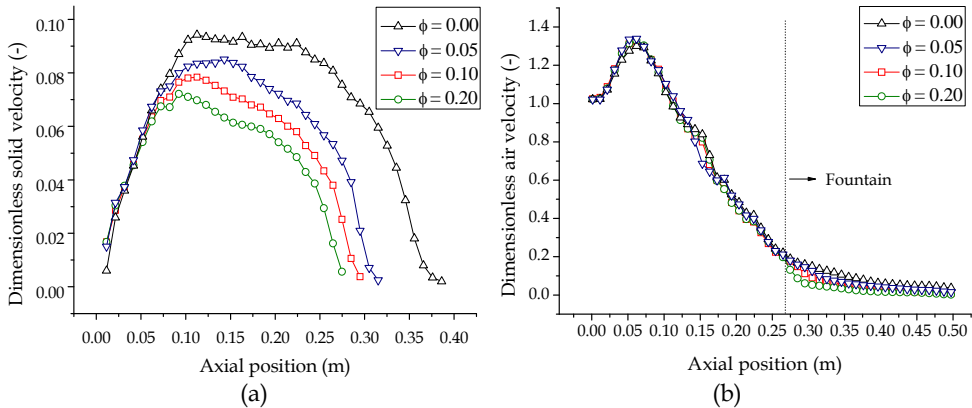 Dimensionless solid velocity (-)
0.10
0.08
0.06
0.04
0.02
0.00
0.00 0.05 0.10 0.15 0.20 0.25 0.30 0.35 0.40
Axial position (m)
ϕ = 0.00
ϕ = 0.05
ϕ = 0.10
ϕ = 0.20
(a)
Dimensionless air velocity (-)
1.4
1.2
1.0
0.8
0.6
0.4
0.2
0.0
0.00 0.05 0.10 0.15 0.20 0.25 0.30 0.35 0.40 0.45 0.50
Axial position (m)
ϕ = 0.00
ϕ = 0.05
ϕ = 0.10
ϕ = 0.20
Fountain
(b)